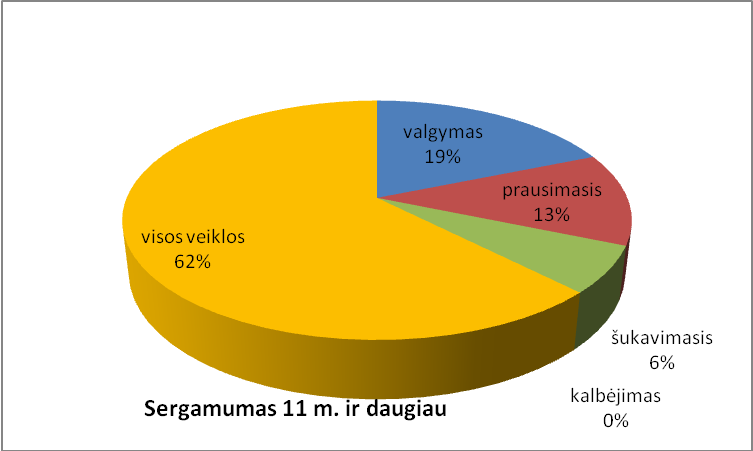 valgymas
19%
prausimasis
13%
visos veiklos
62%
šukavimasis
6%
kalbėjimas
0%
Sergamumas 11 m. ir daugiau